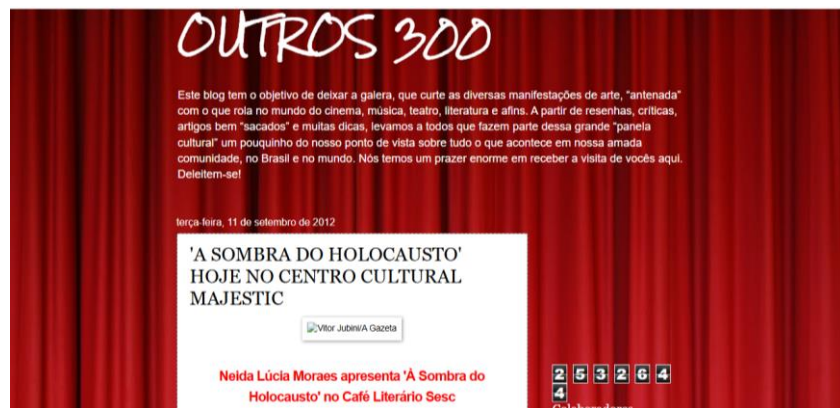 OUTROS 300
Este blog tem o objetivo de deixar a galera, que curte as diversas manifestações de arte, "antenada"
com o que rola no mundo do cinema, música, teatro, literatura e afins. A partir de resenhas, críticas,
artigos bem "sacados" e muitas dicas, levamos a todos que fazem parte dessa grande "panela
cultural" um pouquinho do nosso ponto de vista sobre tudo o que acontece em nossa amada
comunidade, no Brasil e no mundo. Nós temos um prazer enorme em receber a visita de vocês aqui.
Deleitem-se!
terça-feira, 11 de setembro de 2012
'A SOMBRA DO HOLOCAUSTO'
HOJE NO CENTRO CULTURAL
MAJESTIC
Vitor Jubini/A Gazeta
Neida Lúcia Moraes apresenta 'À Sombra do
Holocausto' no Café Literário Sesc
2 5 3 2 6 4
4
Colaboradores